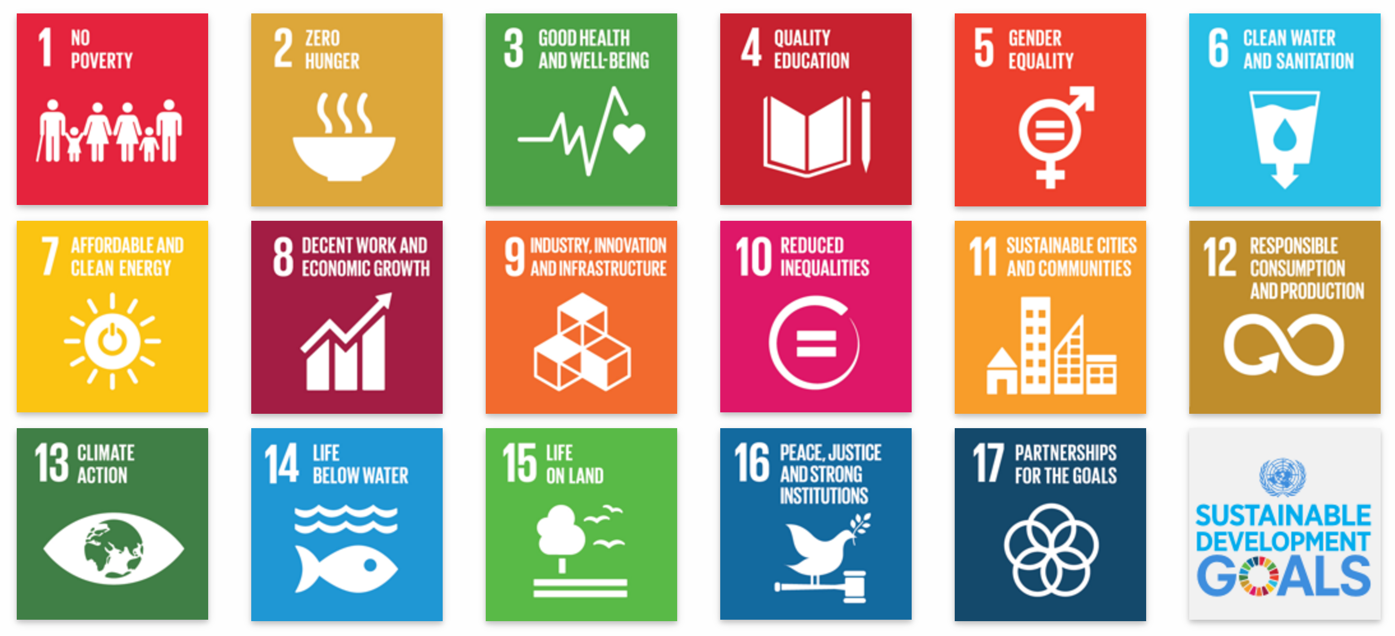 1 NO
POVERTY
2 ZERO
HUNGER
3 GOOD HEALTH
AND WELL-BEING
4 QUALITY
EDUCATION
5 GENDER
EQUALITY
6 CLEAN WATER
AND SANITATION
7 AFFORDABLE AND
CLEAN ENERGY
8 DECENT WORK AND
ECONOMIC GROWTH
9 INDUSTRY, INNOVATION
AND INFRASTRUCTURE
10 REDUCED
INEQUALITIES
11 SUSTAINABLE CITIES
AND COMMUNITIES
12 RESPONSIBLE
CONSUMPTION
AND PRODUCTION
13 CLIMATE
ACTION
14 LIFE
BELOW WATER
15 LIFE
ON LAND
16 PEACE, JUSTICE
AND STRONG
INSTITUTIONS
17 PARTNERSHIPS
FOR THE GOALS
SUSTAINABLE
DEVELOPMENT
GOALS